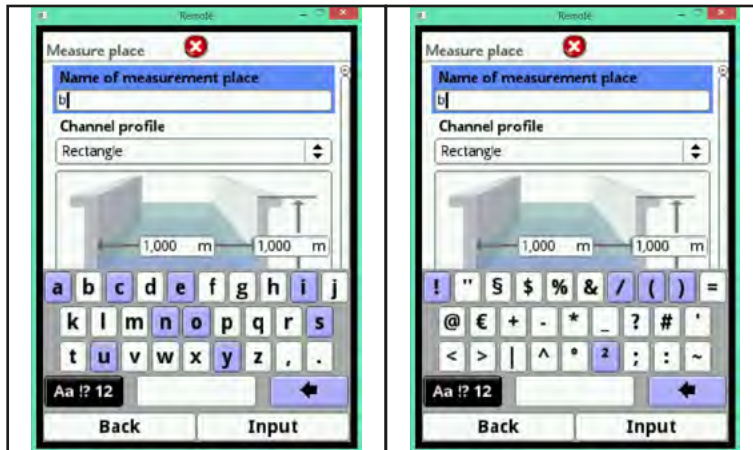 Remote
Measure place
Name of measurement place
b
Channel profile
Rectangle
1,000 m 1,000 m
a b c d e f g h i j
k l m n o p q r s
t u v w x y z , .
Aa !? 12
Back Input
Remote
Measure place
Name of measurement place
b
Channel profile
Rectangle
1,000 m 1,000 m
! " § $ % & / ( ) =
@ € + - * _ ? # '
< > | ^ ° ² ; : ~
Aa !? 12
Back Input